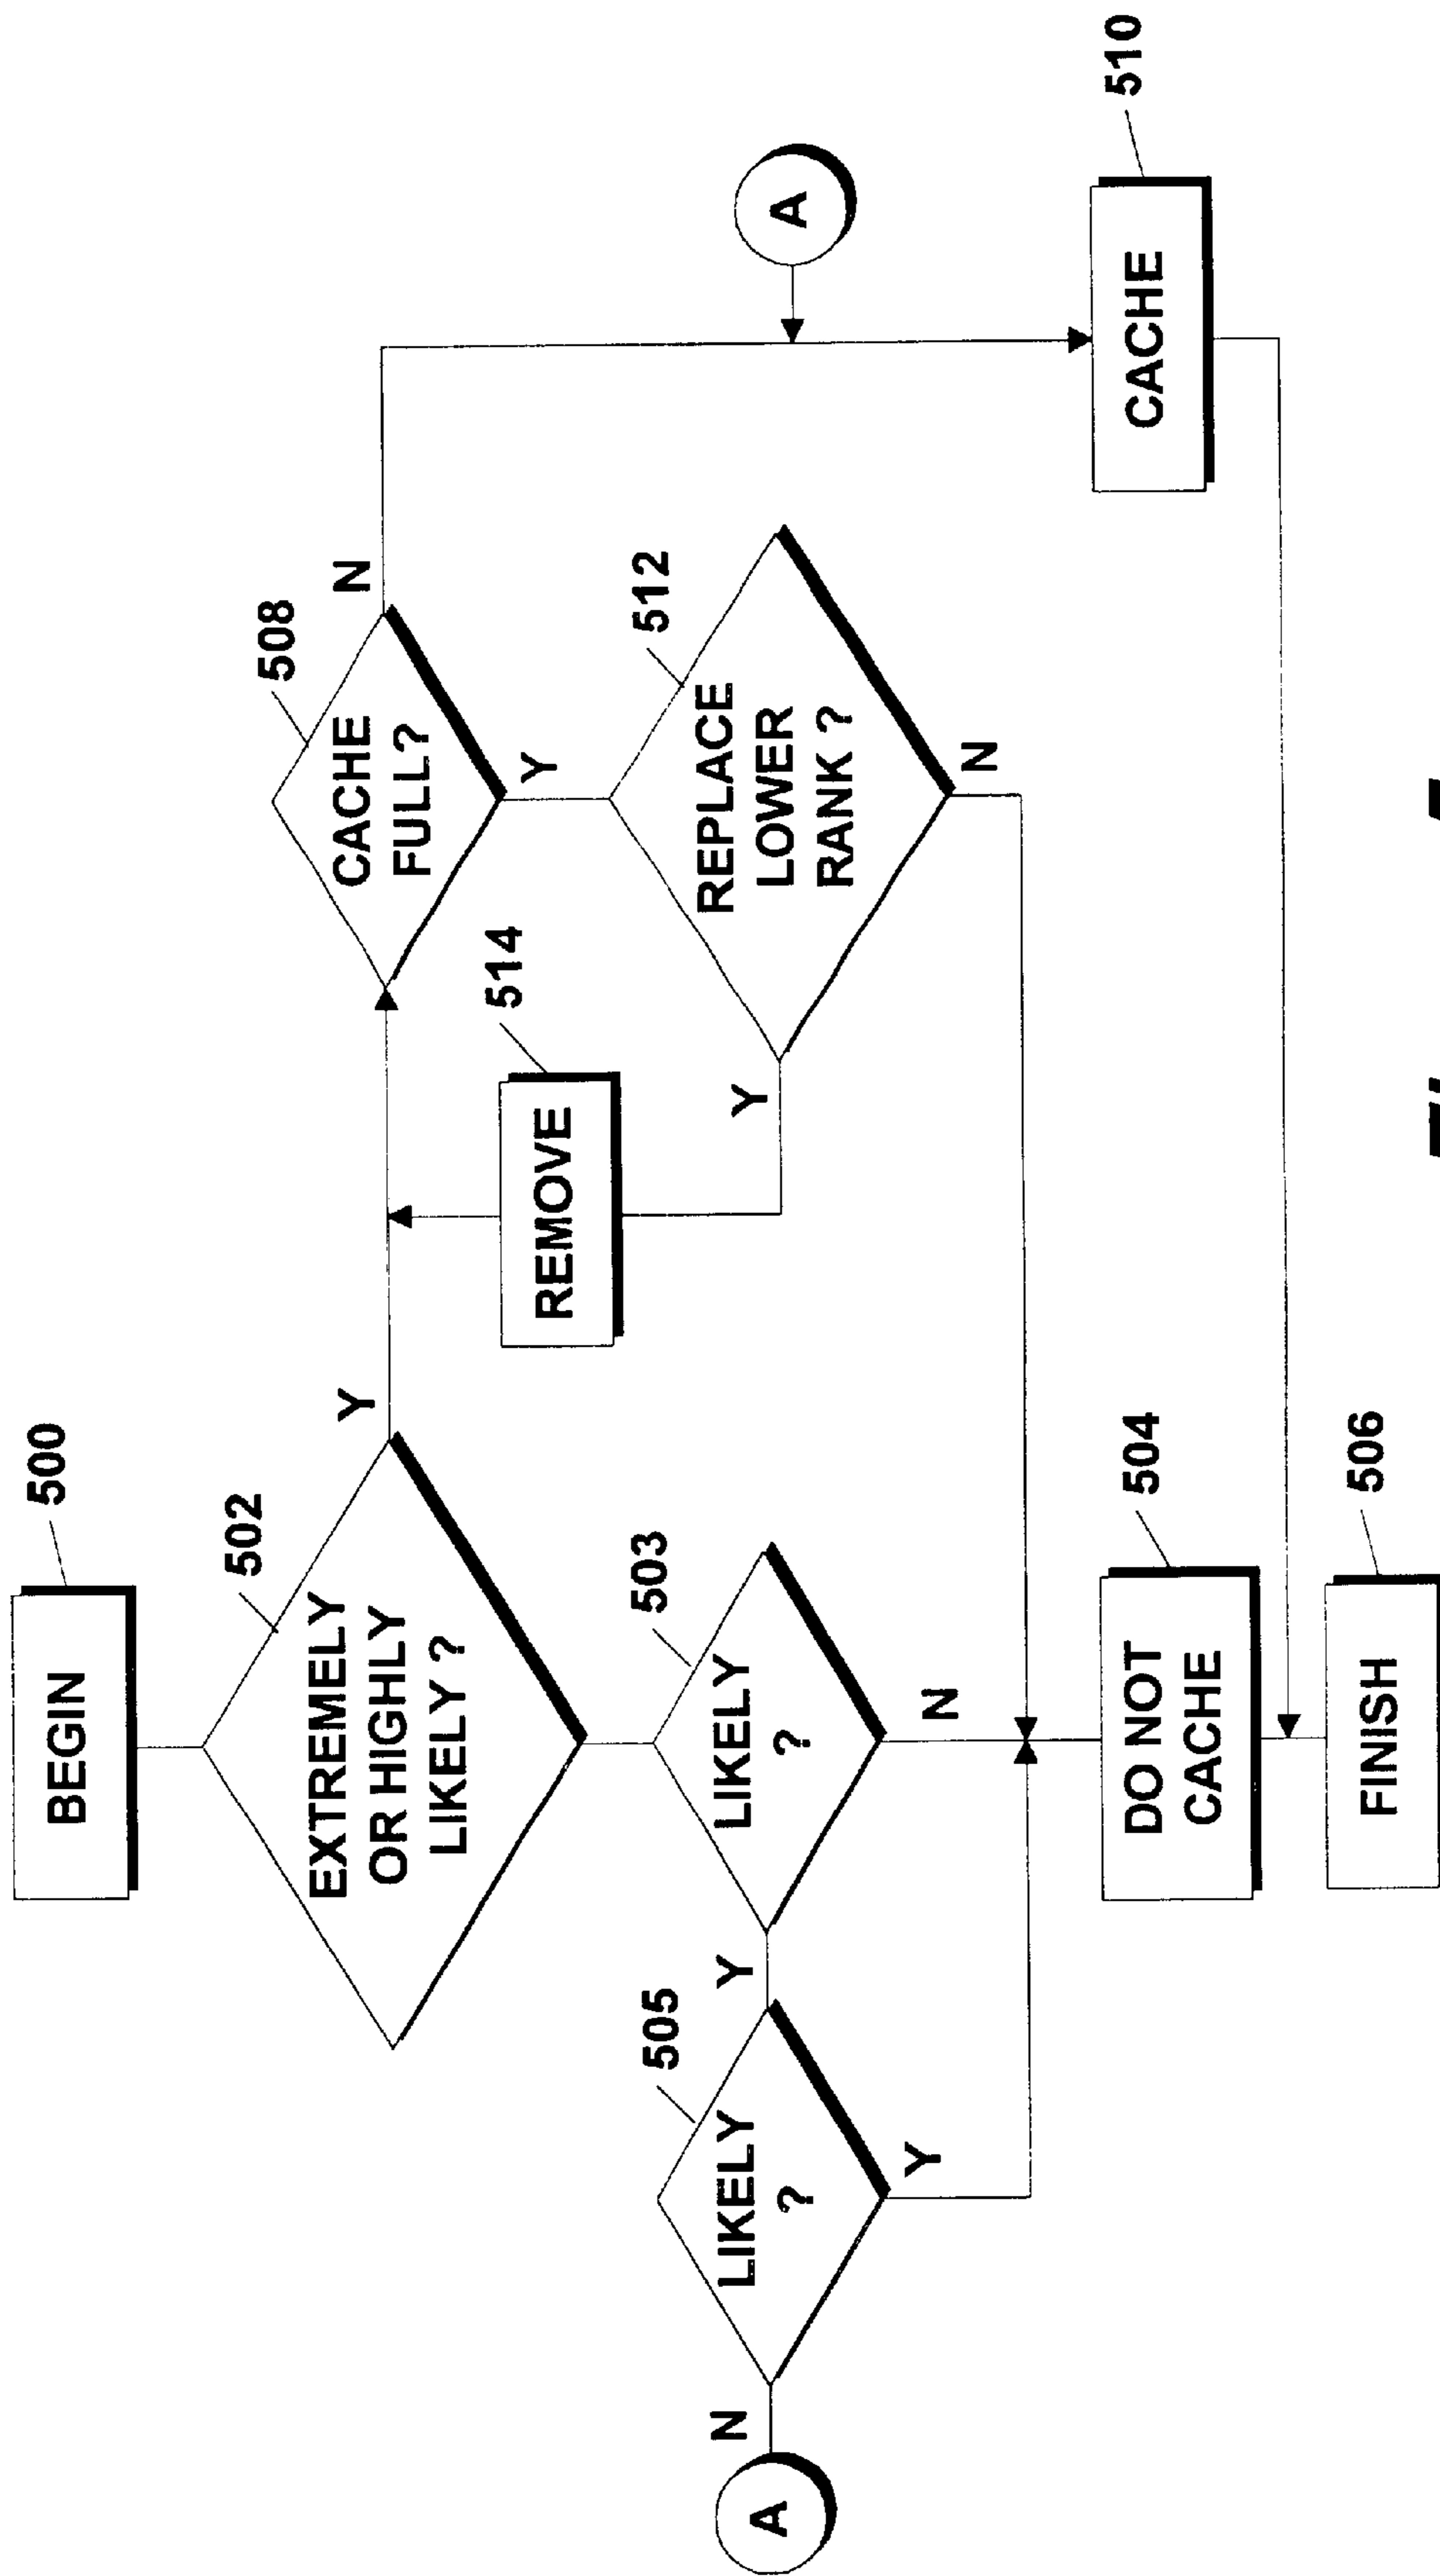 BEGIN
500
EXTREMELY
OR HIGHLY
LIKELY ?
502
Y
CACHE
FULL?
508
N
Y
REMOVE
514
REPLACE
LOWER
RANK ?
512
Y
N
A
A
N
LIKELY
?
505
Y
Y
LIKELY
?
503
N
DO NOT
CACHE
504
CACHE
510
FINISH
506